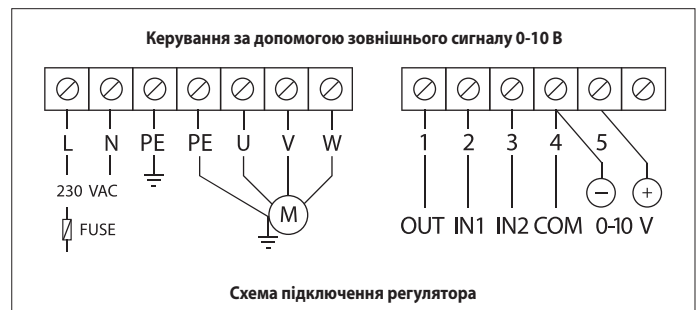 Керування за допомогою зовнішнього сигналу 0-10 В
L N PE PE U V W 1 2 3 4 5
230 VAC
FUSE
M
− +
OUT IN1 IN2 COM 0-10 V
Схема підключення регулятора